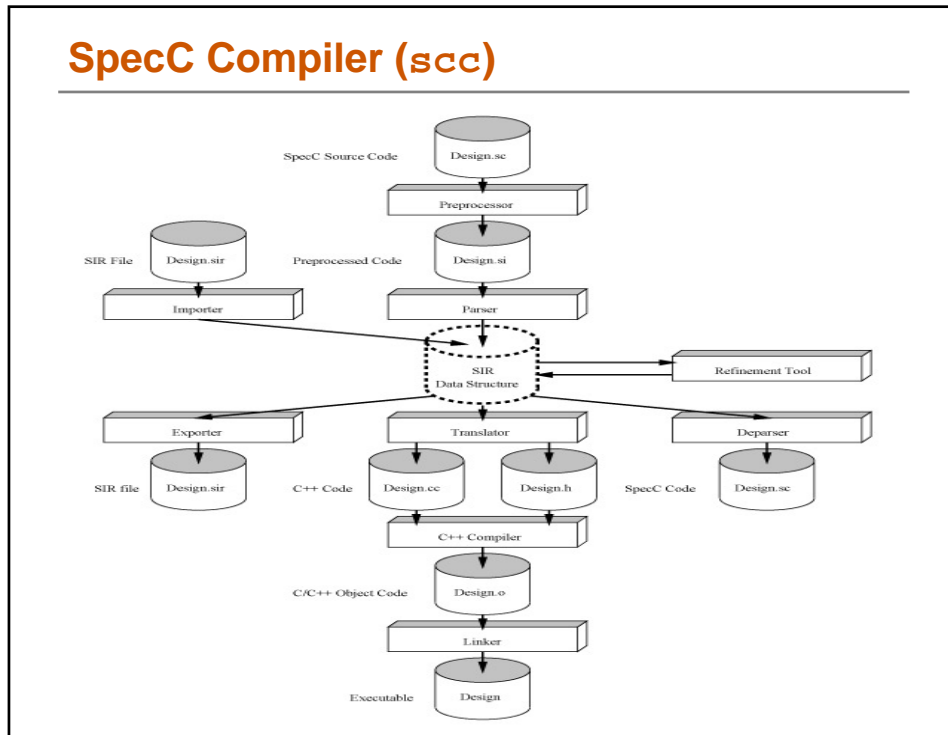 SpecC Compiler (scc)
SpecC Source Code
Design.sc
Preprocessor
SIR File
Design.sir
Preprocessed Code
Design.si
Importer
Parser
SIR
Data Structure
Refinement Tool
Exporter
Translator
Deparser
SIR file
Design.sir
C++ Code
Design.cc
Design.h
SpecC Code
Design.sc
C++ Compiler
C/C++ Object Code
Design.o
Linker
Executable
Design